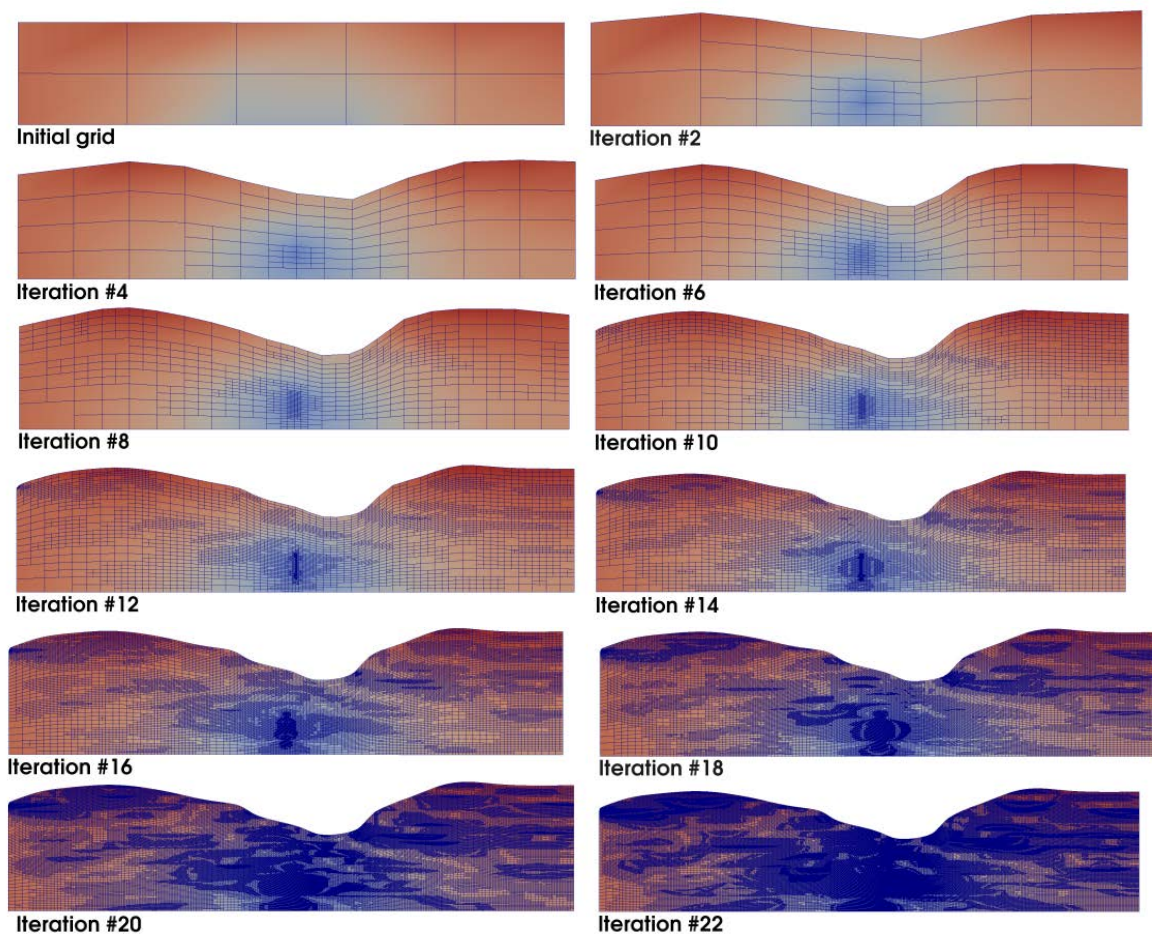 Initial grid
Iteration #2
Iteration #4
Iteration #6
Iteration #8
Iteration #10
Iteration #12
Iteration #14
Iteration #16
Iteration #18
Iteration #20
Iteration #22